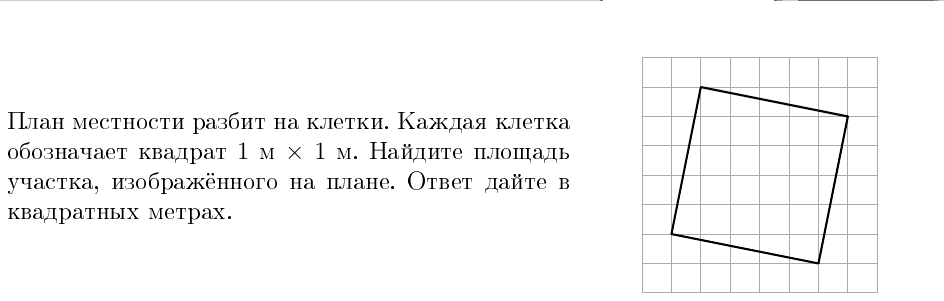 План местности разбит на клетки. Каждая клетка
обозначает квадрат 1 м × 1 м. Найдите площадь
участка, изображённого на плане. Ответ дайте в
квадратных метрах.